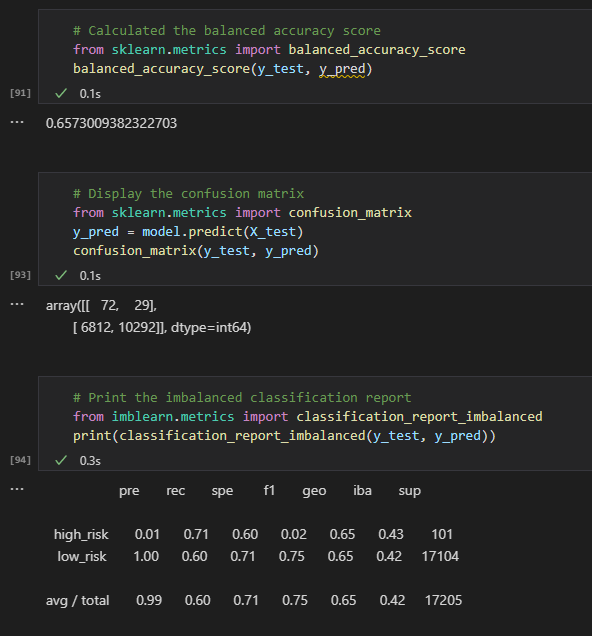 # Calculated the balanced accuracy score
from sklearn.metrics import balanced_accuracy_score
balanced_accuracy_score(y_test, y_pred)
[91] ✓ 0.1s
... 0.6573009382322703
# Display the confusion matrix
from sklearn.metrics import confusion_matrix
y_pred = model.predict(X_test)
confusion_matrix(y_test, y_pred)
[93] ✓ 0.1s
... array([[ 72, 29],
[ 6812, 10292]], dtype=int64)
# Print the imbalanced classification report
from imblearn.metrics import classification_report_imbalanced
print(classification_report_imbalanced(y_test, y_pred))
[94] ✓ 0.3s
... pre rec spe f1 geo iba sup
high_risk 0.01 0.71 0.60 0.02 0.65 0.43 101
low_risk 1.00 0.60 0.71 0.75 0.65 0.42 17104
avg / total 0.99 0.60 0.71 0.75 0.65 0.42 17205